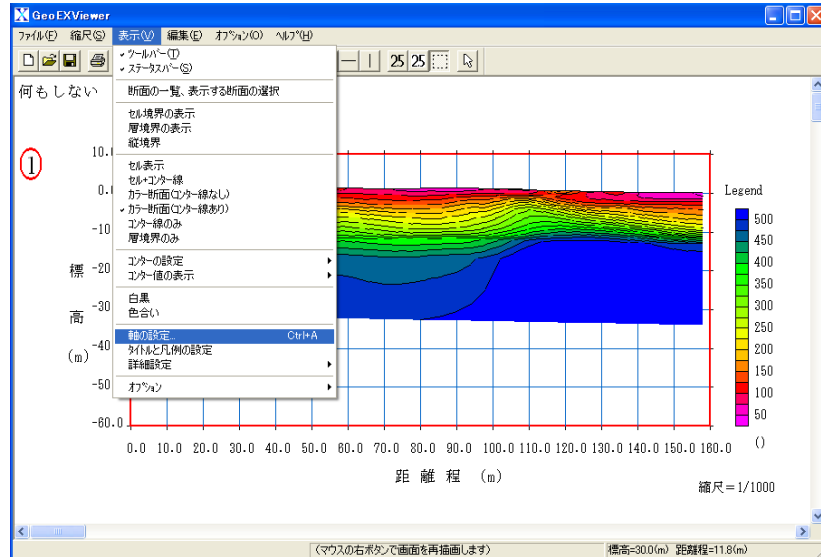 GeoEXViewer
ファイル(F) 縮尺(S) 表示(V) 編集(E) オプション(O) ヘルプ(H)
25 25
何もしない
ツールバー(T)
ステータスバー(S)
断面の一覧、表示する断面の選択
セル境界の表示
層境界の表示
縦境界
セル表示
セル+コンター線
カラー断面(コンター線なし)
カラー断面(コンター線あり)
コンター線のみ
層境界のみ
コンターの設定
コンター値の表示
白黒
色合い
軸の設定... Ctrl+A
タイトルと凡例の設定
詳細設定
オプション
1
10.
0.
-10
-20
-30
-40
-50
-60.0
標高
(m)
0.0 10.0 20.0 30.0 40.0 50.0 60.0 70.0 80.0 90.0 100.0 110.0 120.0 130.0 140.0 150.0 160.0
距離程 (m)
Legend
500
450
400
350
300
250
200
150
100
50
()
縮尺=1/1000
(マウスの右ボタンで画面を再描画します) 標高=30.0(m) 距離程=11.8(m)